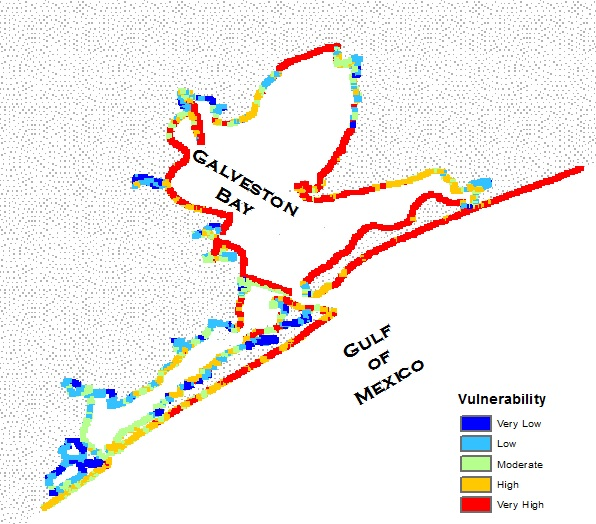 GALVESTON
BAY
GULF
OF
MEXICO
Vulnerability
Very Low
Low
Moderate
High
Very High